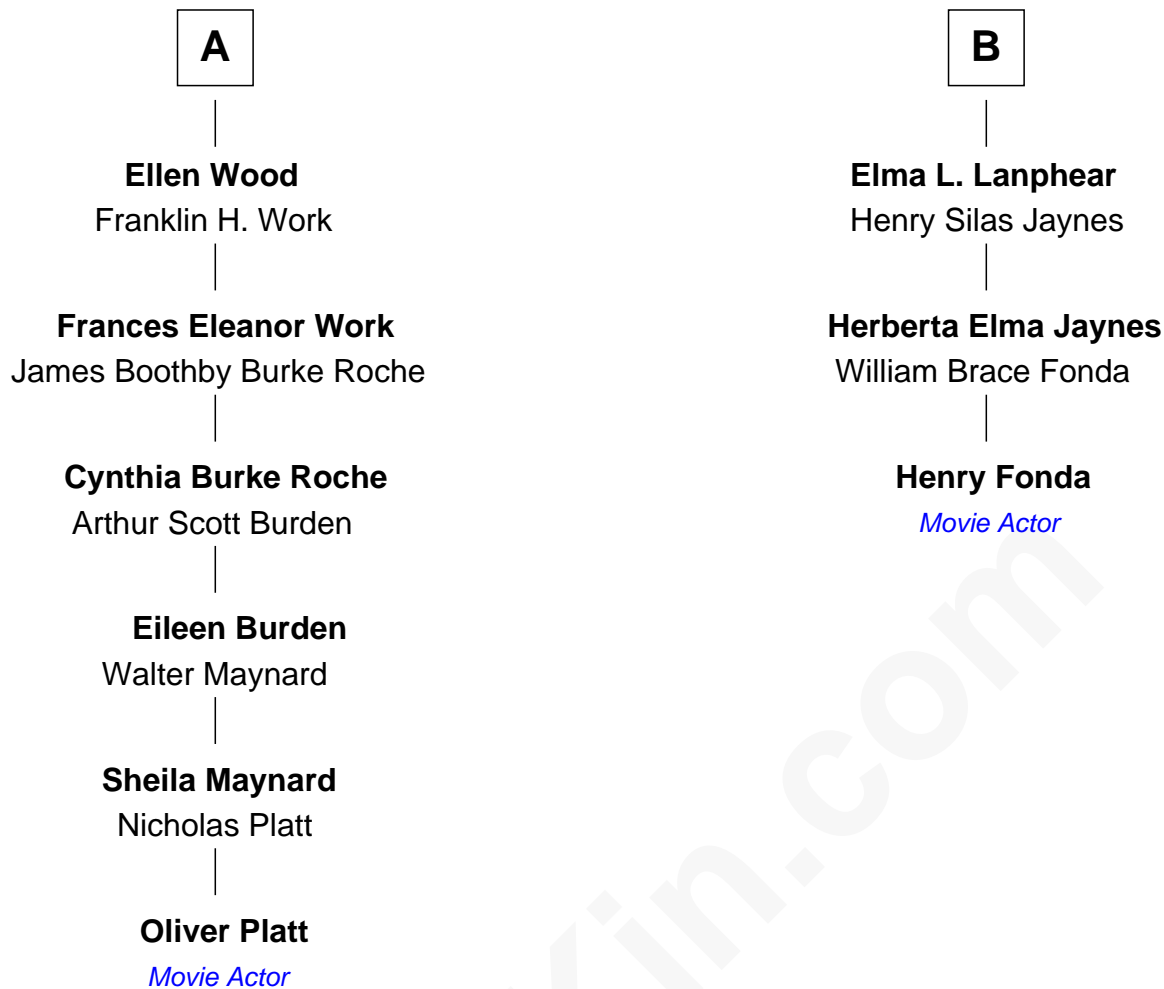 A
Ellen Wood
Franklin H. Work
Frances Eleanor Work
James Boothby Burke Roche
Cynthia Burke Roche
Arthur Scott Burden
Eileen Burden
Walter Maynard
Sheila Maynard
Nicholas Platt
Oliver Platt
Movie Actor
B
Elma L. Lanphear
Henry Silas Jaynes
Herberta Elma Jaynes
William Brace Fonda
Henry Fonda
Movie Actor
Kin.com